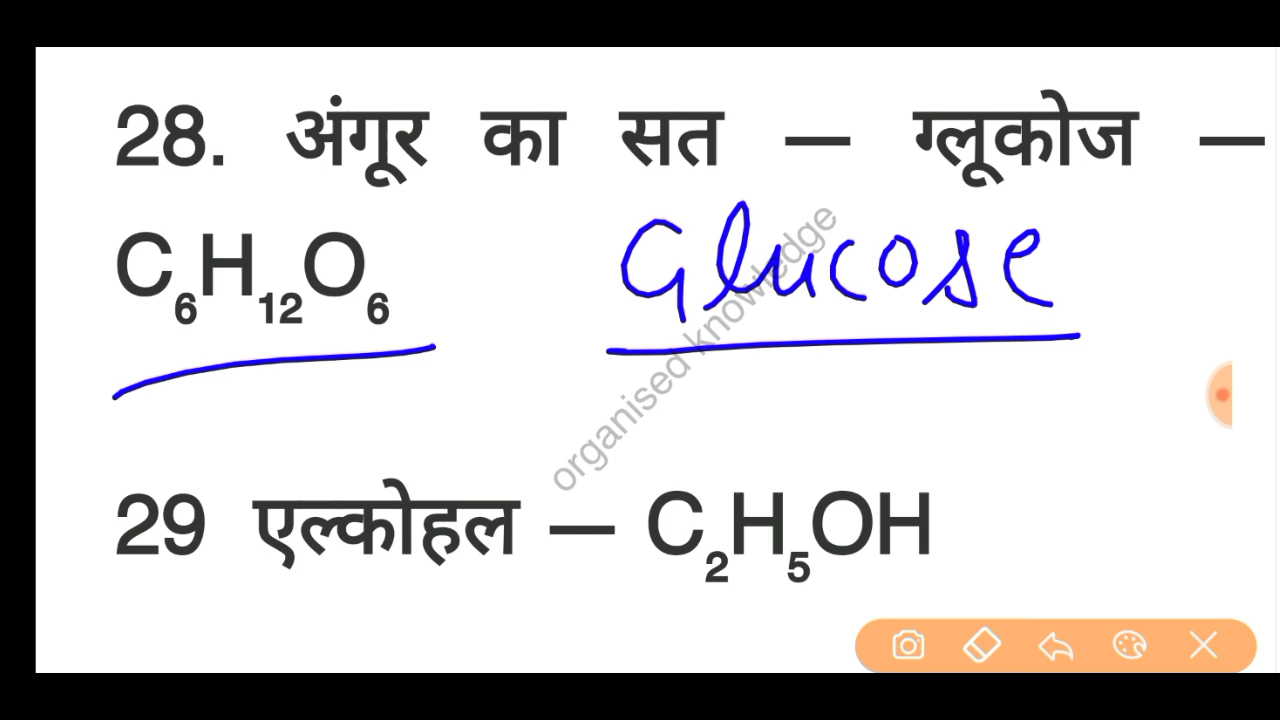 28. अंगूर का सत — ग्लूकोज —
C₆H₁₂O₆ Glucose
organised knowledge
29 एल्कोहल — C₂H₅OH